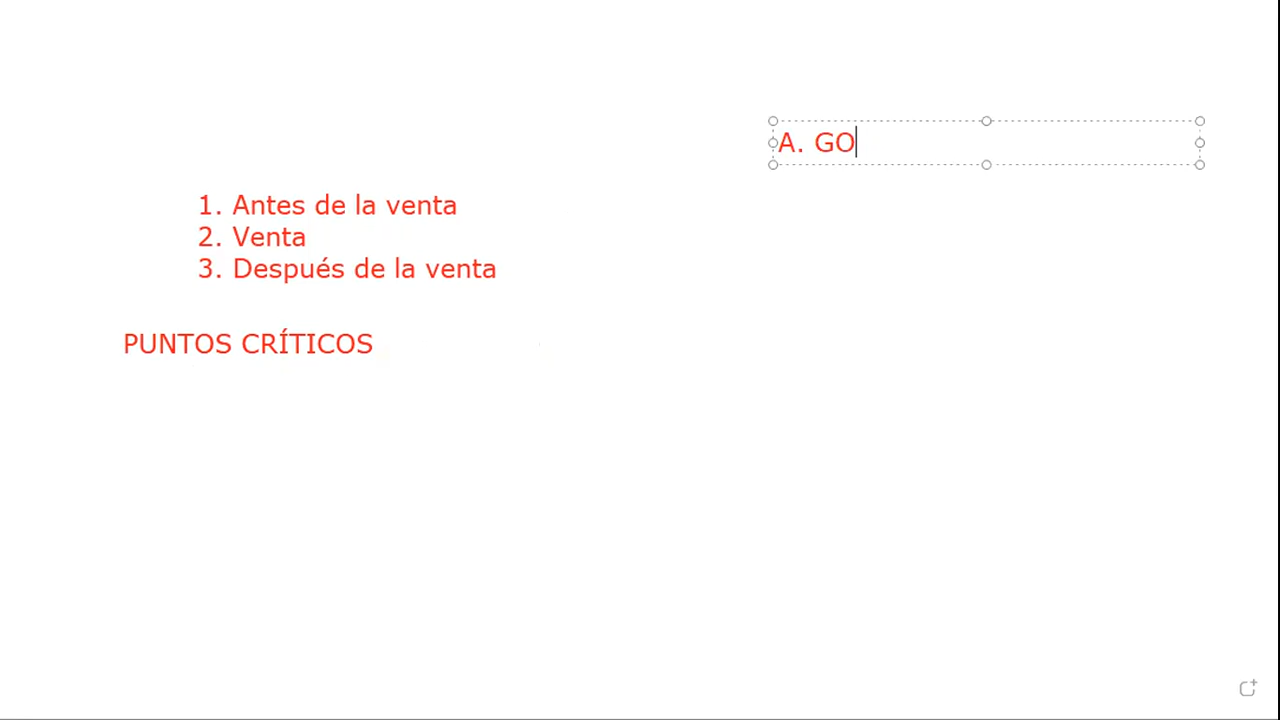 A. GO
1. Antes de la venta
2. Venta
3. Después de la venta
PUNTOS CRÍTICOS